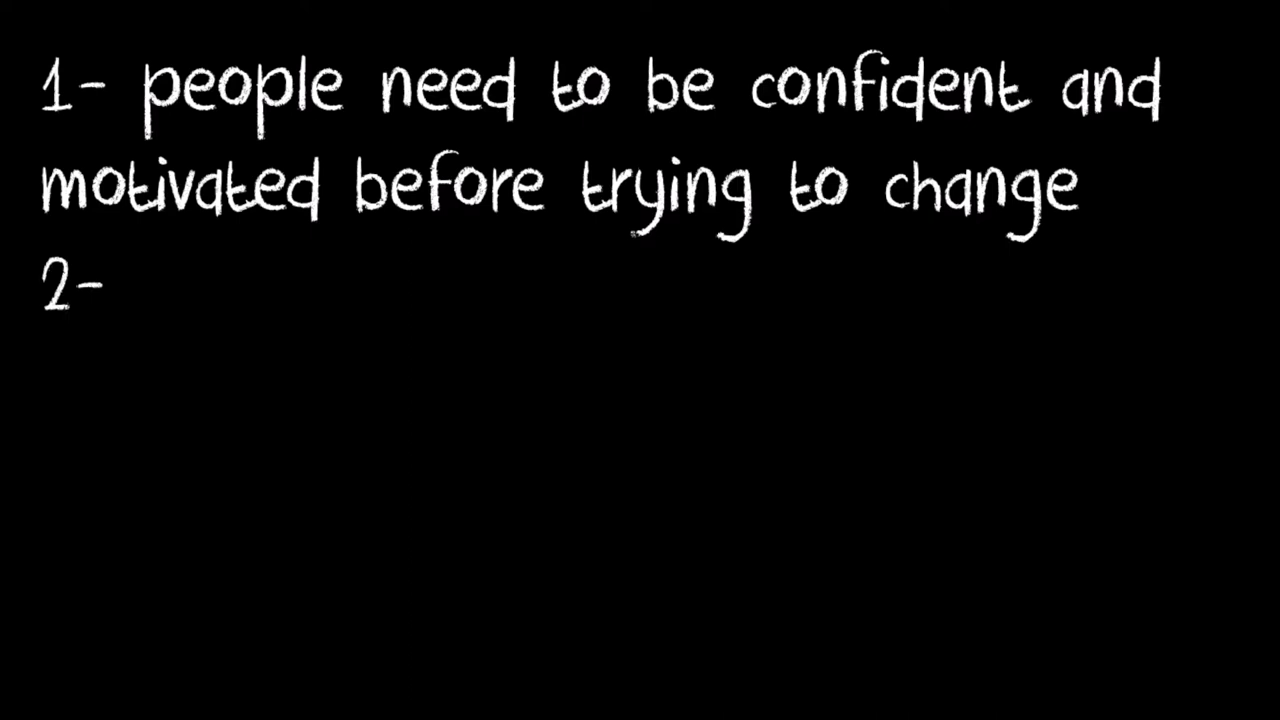 1- people need to be confident and
motivated before trying to change
2-